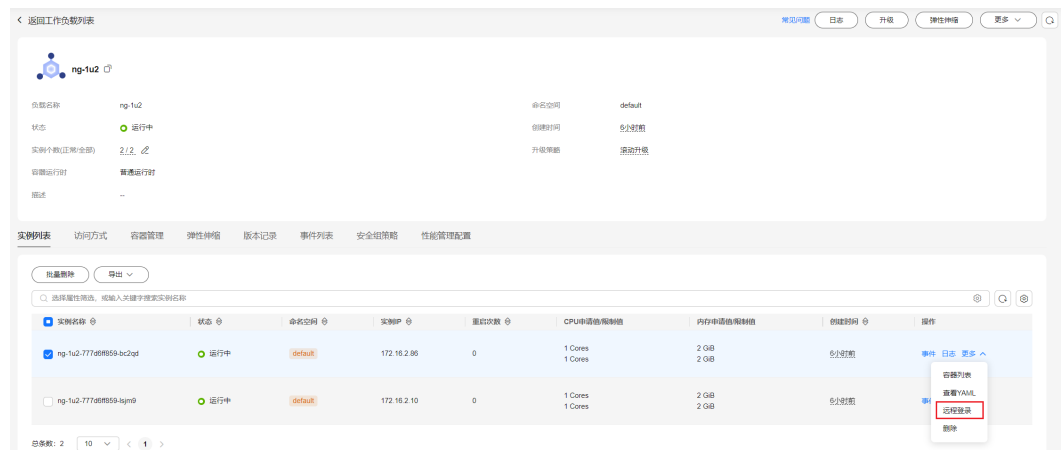 返回工作负载列表 常见问题 日志 升级 弹性伸缩 更多
ng-1u2
负载名称 ng-1u2 命名空间 default
状态 运行中 创建时间 6小时前
实例个数(正常/全部) 2 / 2 升级策略 滚动升级
容器运行时 普通运行时
描述 --
实例列表 访问方式 容器管理 弹性伸缩 版本记录 事件列表 安全组策略 性能管理配置
批量删除 导出
选择属性筛选，或输入关键字搜索实例名称
实例名称 状态 命名空间 实例IP 重启次数 CPU申请值/限制值 内存申请值/限制值 创建时间 操作
ng-1u2-777d6ff859-bc2qd 运行中 default 172.16.2.86 0 1 Cores 2 GiB 6小时前 事件 日志 更多
1 Cores 2 GiB
容器列表
查看YAML
ng-1u2-777d6ff859-lsjm9 运行中 default 172.16.2.10 0 1 Cores 2 GiB 6小时前
1 Cores 2 GiB
远程登录
删除
总条数: 2 10 1